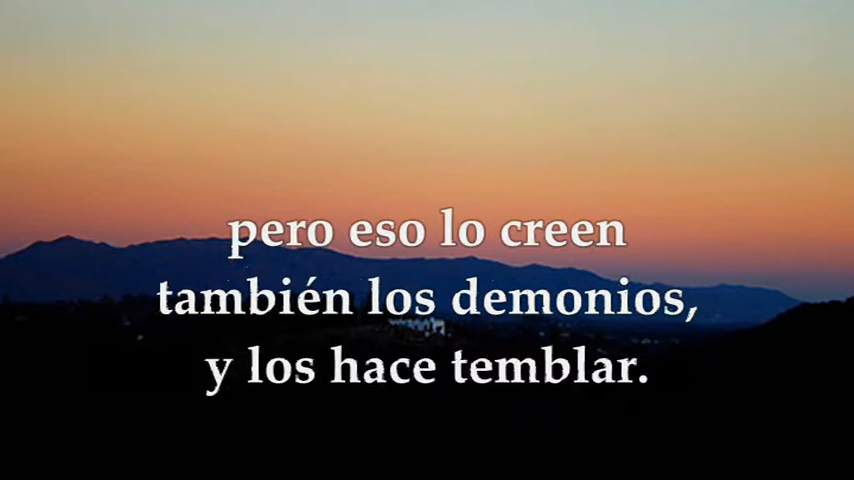 pero eso lo creen
también los demonios,
y los hace temblar.